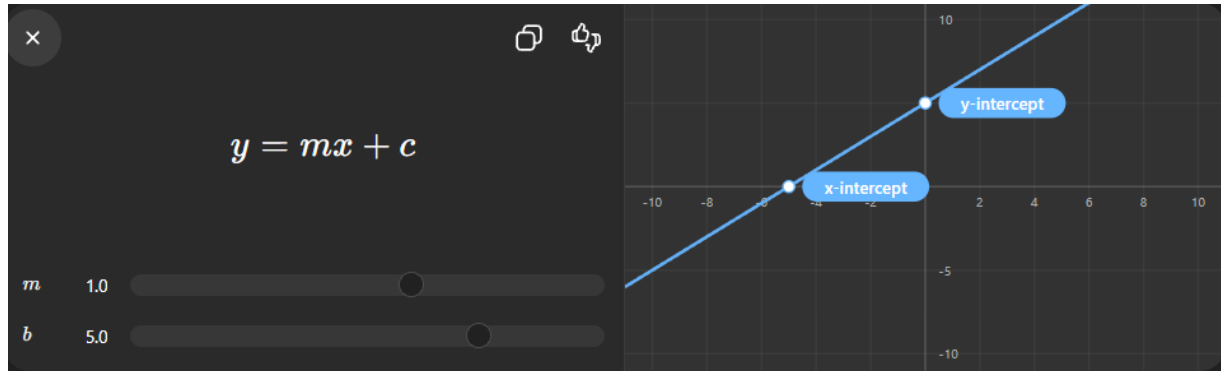 y = mx + c
m 1.0
b 5.0
10
y-intercept
x-intercept
-10 -8 -6 -4 -2 2 4 6 8 10
-5
-10